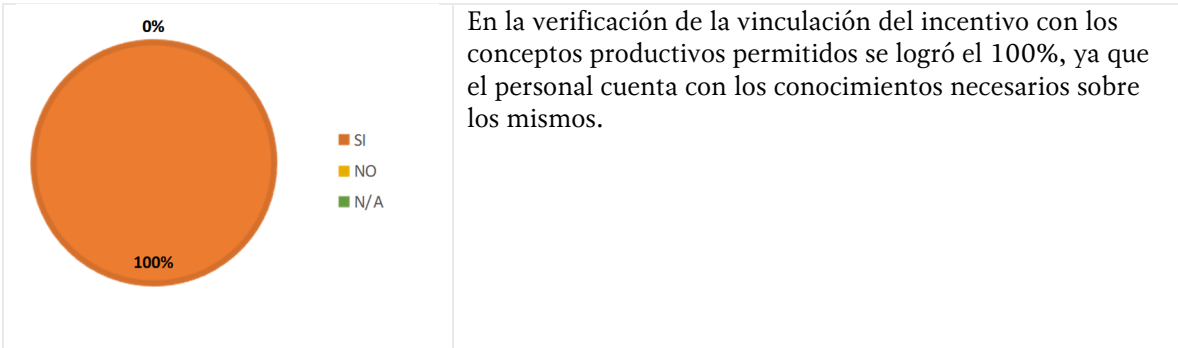 0%
100%
SI
NO
N/A
En la verificación de la vinculación del incentivo con los
conceptos productivos permitidos se logró el 100%, ya que
el personal cuenta con los conocimientos necesarios sobre
los mismos.